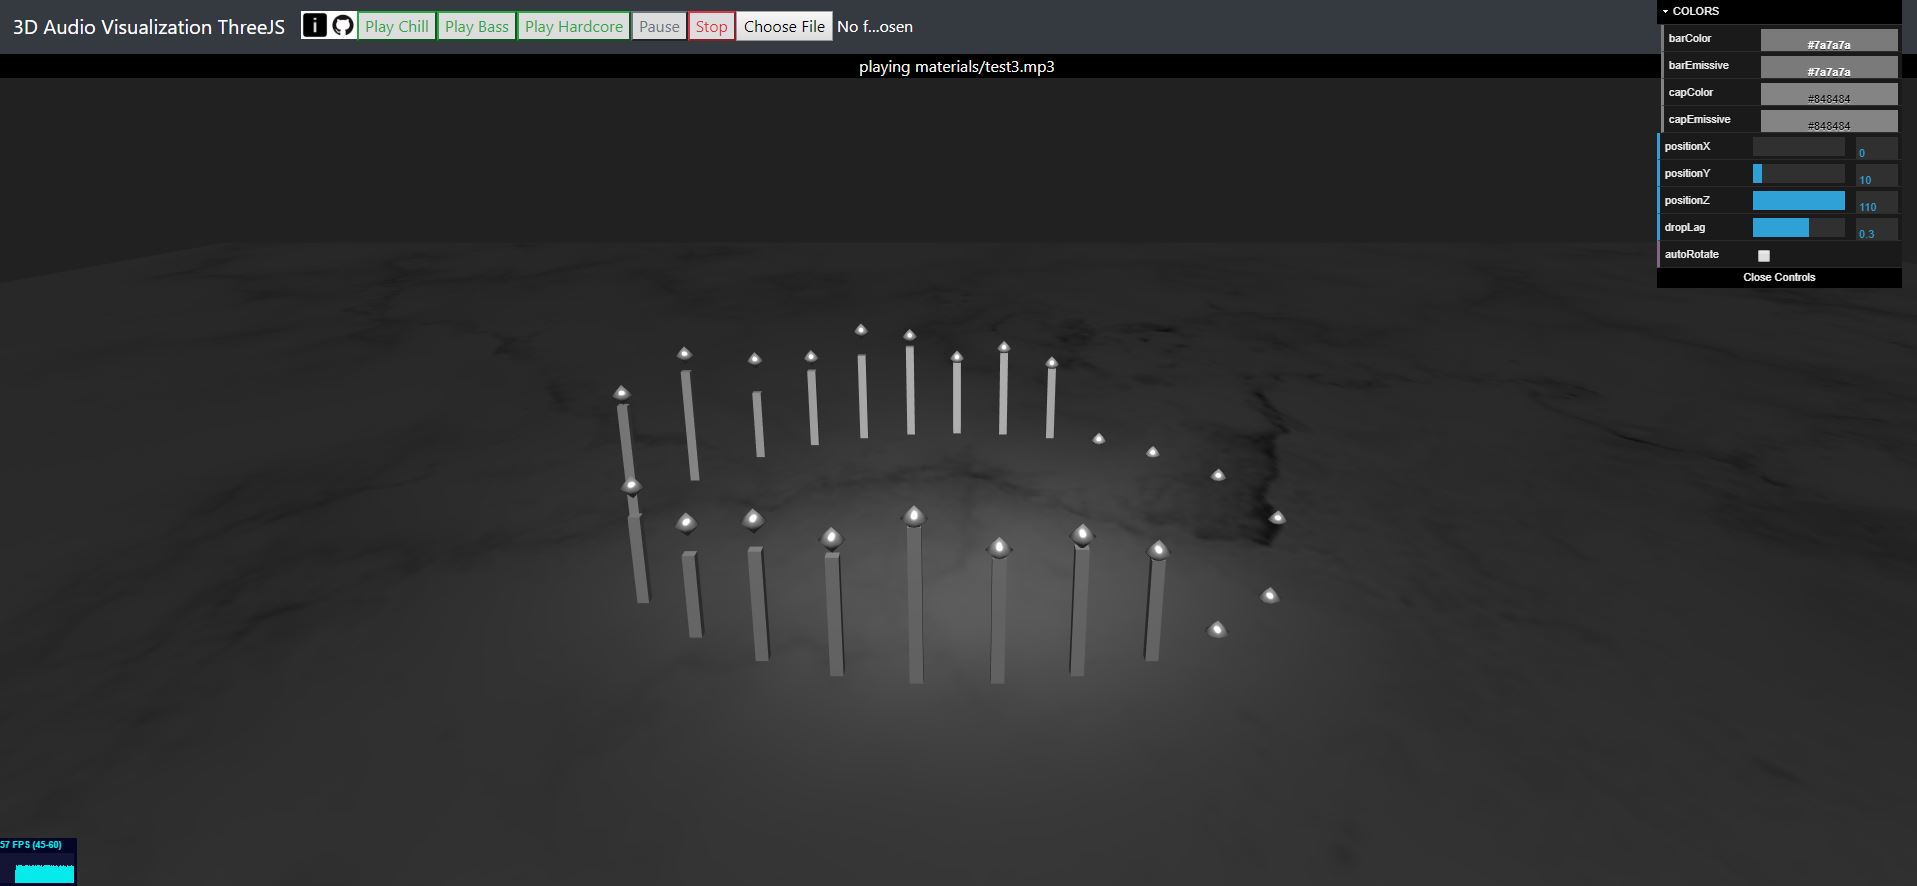 3D Audio Visualization ThreeJS i Play Chill Play Bass Play Hardcore Pause Stop Choose File No f...osen
playing materials/test3.mp3
COLORS
barColor #7a7a7a
barEmissive #7a7a7a
capColor #848484
capEmissive #848484
positionX 0
positionY 10
positionZ 110
dropLag 0.3
autoRotate
Close Controls
57 FPS (45-60)